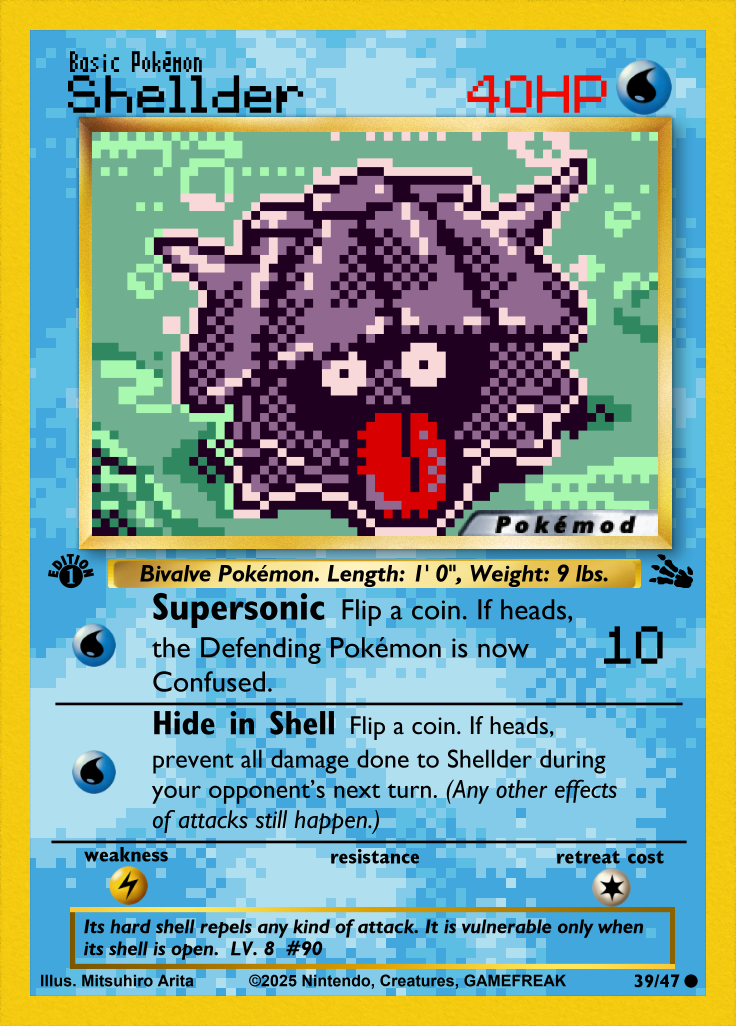 Basic Pokémon
Shellder 40HP
Pokémod
EDITION 1
Bivalve Pokémon. Length: 1' 0", Weight: 9 lbs.
Supersonic Flip a coin. If heads,
the Defending Pokémon is now
Confused.
10
Hide in Shell Flip a coin. If heads,
prevent all damage done to Shellder during
your opponent's next turn. (Any other effects
of attacks still happen.)
weakness resistance retreat cost
Its hard shell repels any kind of attack. It is vulnerable only when
its shell is open. LV. 8 #90
Illus. Mitsuhiro Arita ©2025 Nintendo, Creatures, GAMEFREAK 39/47